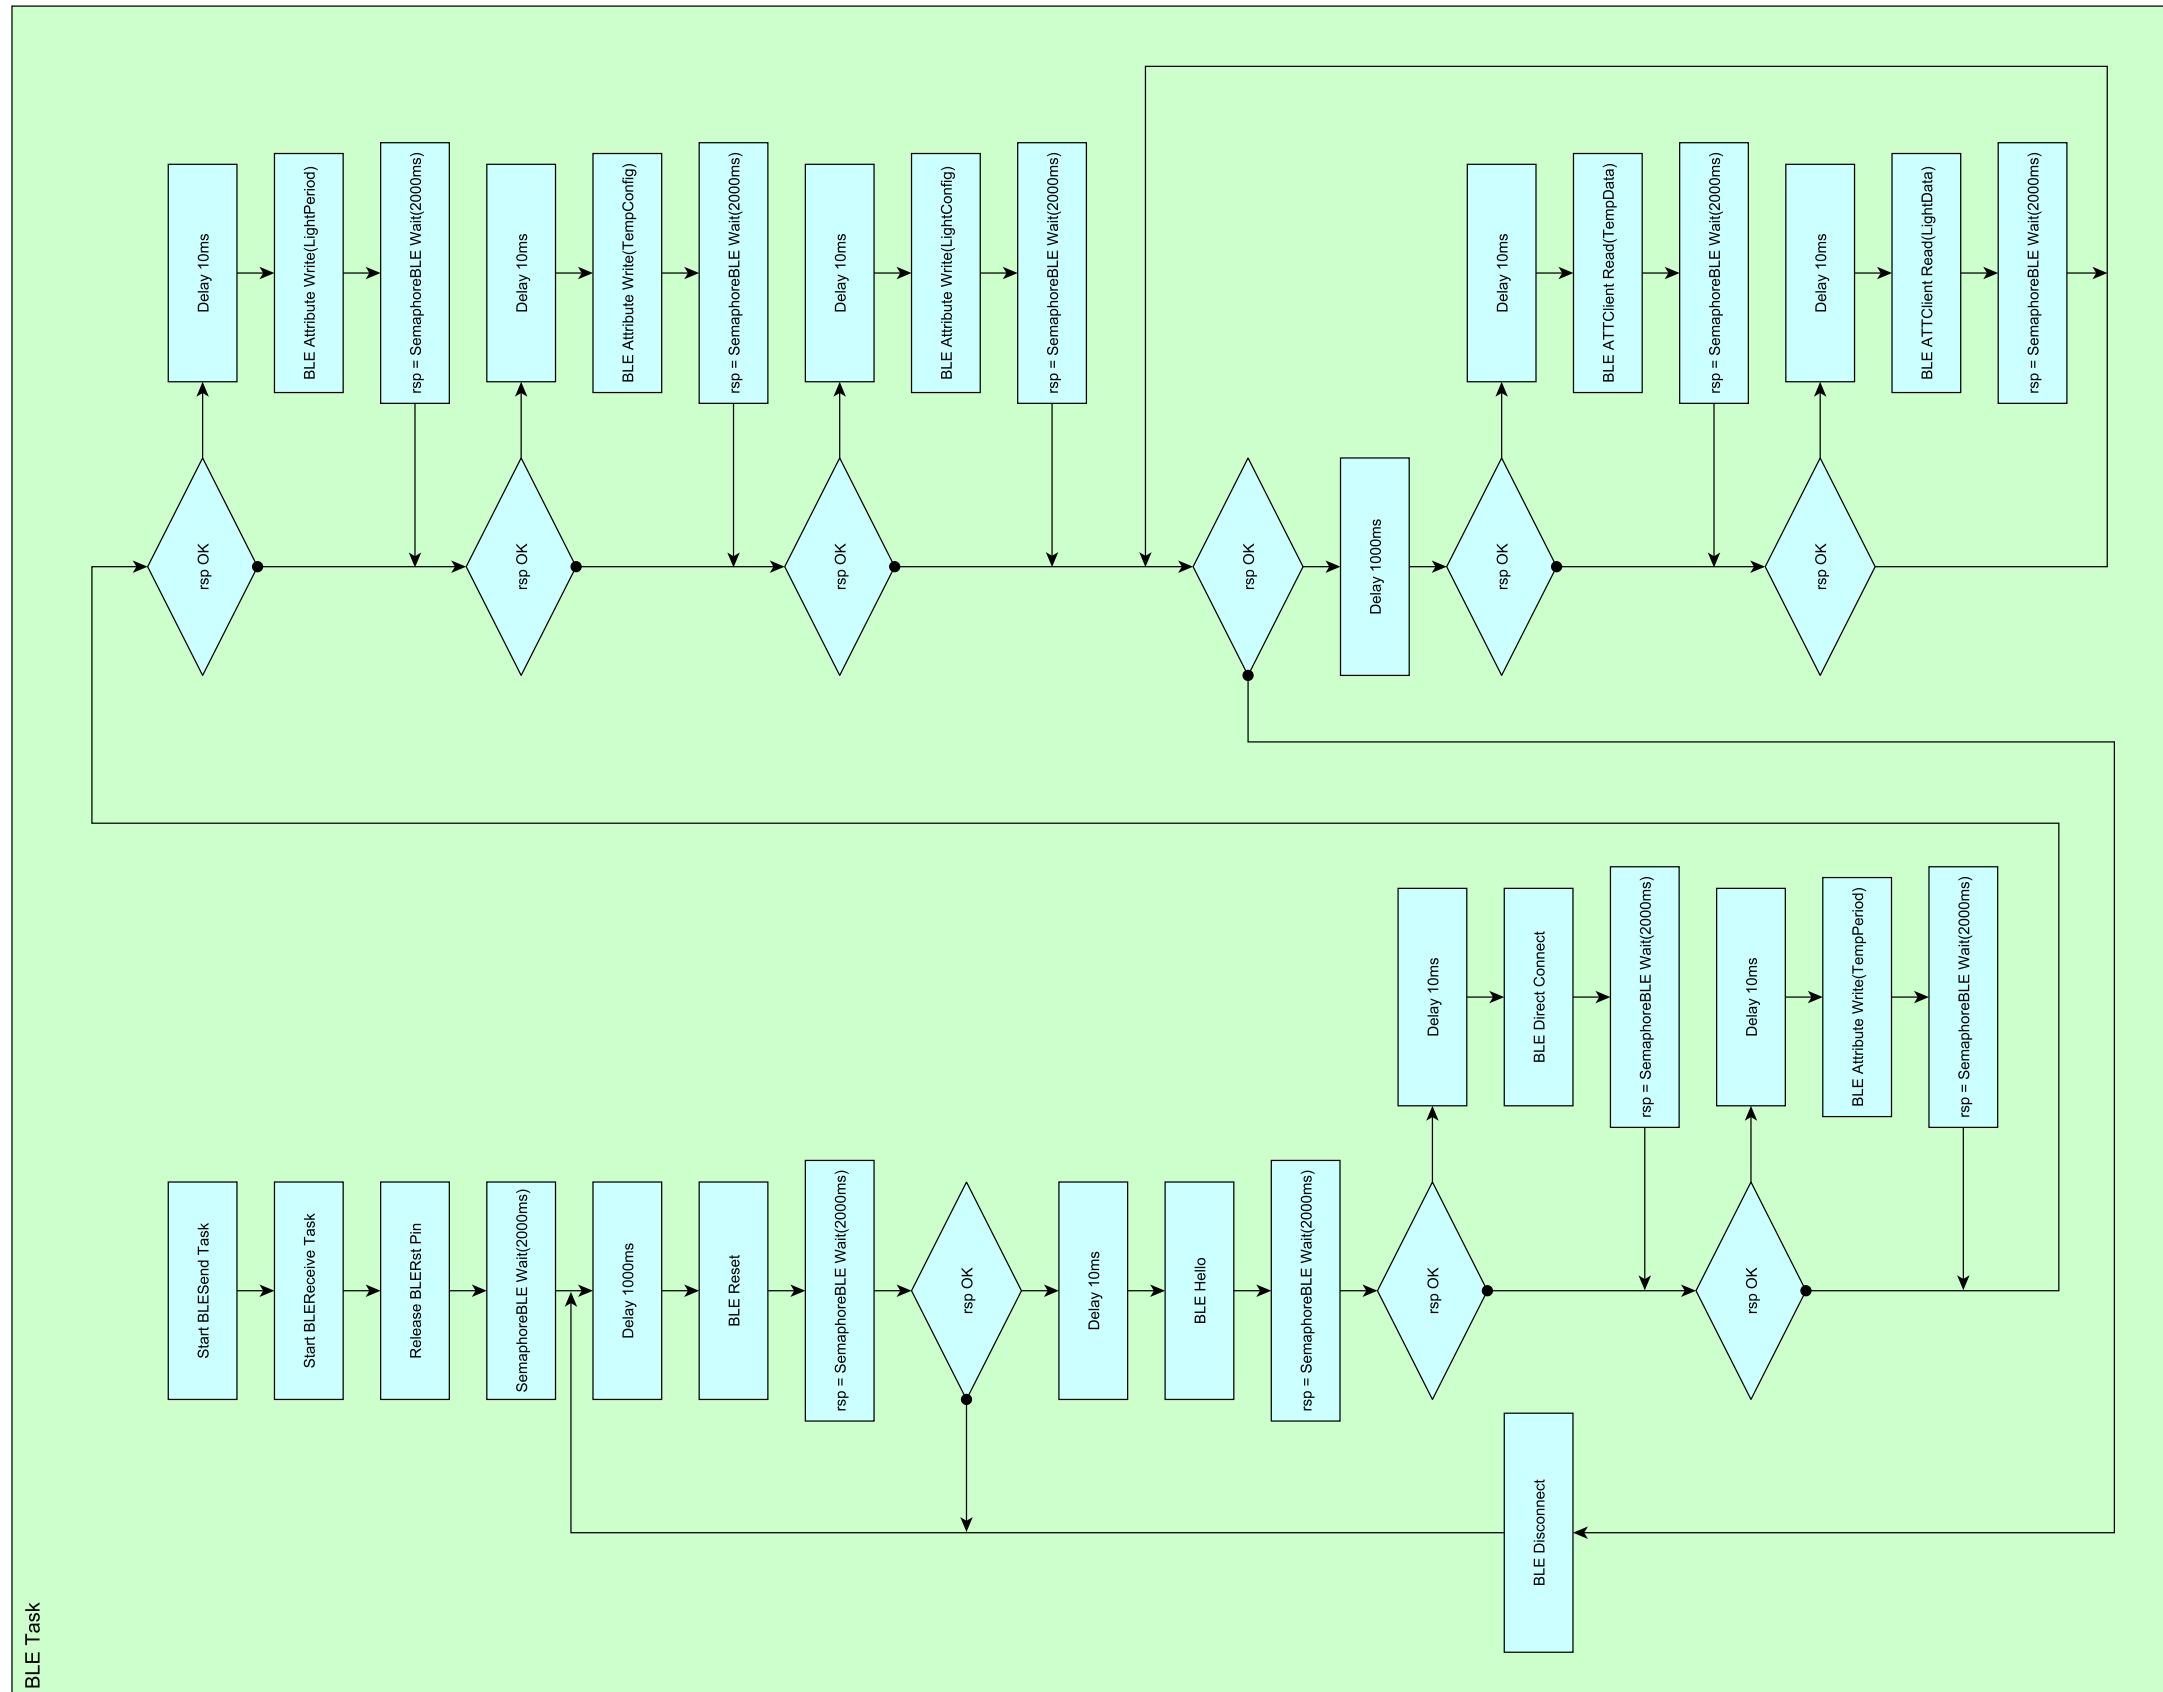 BLE Task
Start BLESend Task
Start BLEReceive Task
Release BLERst Pin
SemaphoreBLE Wait(2000ms)
Delay 1000ms
BLE Reset
rsp = SemaphoreBLE Wait(2000ms)
rsp OK
Delay 10ms
BLE Hello
rsp = SemaphoreBLE Wait(2000ms)
rsp OK
Delay 10ms
BLE Direct Connect
rsp = SemaphoreBLE Wait(2000ms)
rsp OK
Delay 10ms
BLE Attribute Write(TempPeriod)
rsp = SemaphoreBLE Wait(2000ms)
rsp OK
Delay 10ms
BLE Attribute Write(LightPeriod)
rsp = SemaphoreBLE Wait(2000ms)
rsp OK
Delay 10ms
BLE Attribute Write(TempConfig)
rsp = SemaphoreBLE Wait(2000ms)
rsp OK
Delay 10ms
BLE Attribute Write(LightConfig)
rsp = SemaphoreBLE Wait(2000ms)
rsp OK
Delay 1000ms
rsp OK
Delay 10ms
BLE ATTClient Read(TempData)
rsp = SemaphoreBLE Wait(2000ms)
rsp OK
Delay 10ms
BLE ATTClient Read(LightData)
rsp = SemaphoreBLE Wait(2000ms)
BLE Disconnect